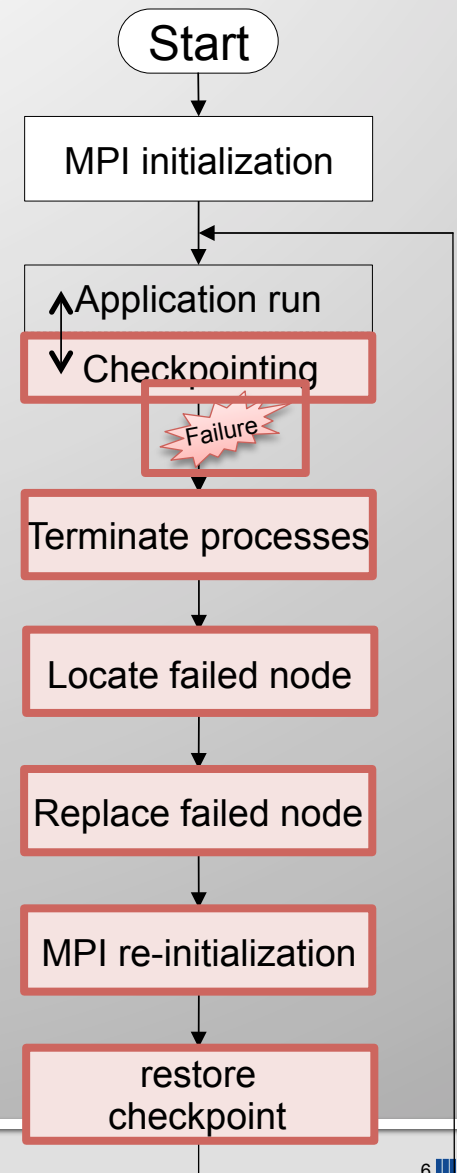 Start
MPI initialization
Application run
Checkpointing
Failure
Terminate processes
Locate failed node
Replace failed node
MPI re-initialization
restore
checkpoint
6